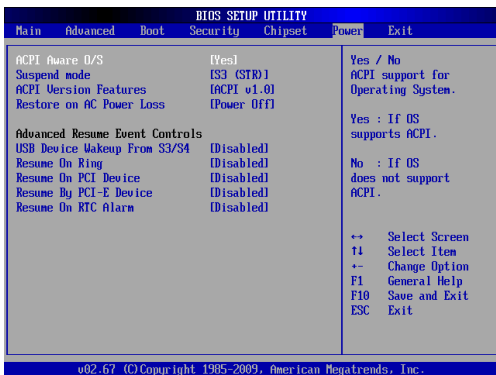 BIOS SETUP UTILITY
Main Advanced Boot Security Chipset Power Exit
ACPI Aware O/S [Yes]
Suspend mode [S3 (STR)]
ACPI Version Features [ACPI v1.0]
Restore on AC Power Loss [Power Off]
Advanced Resume Event Controls
USB Device Wakeup From S3/S4 [Disabled]
Resume On Ring [Disabled]
Resume On PCI Device [Disabled]
Resume By PCI-E Device [Disabled]
Resume On RTC Alarm [Disabled]
Yes / No
ACPI support for
Operating System.
Yes : If OS
supports ACPI.
No : If OS
does not support
ACPI.
↔ Select Screen
↑↓ Select Item
+- Change Option
F1 General Help
F10 Save and Exit
ESC Exit
v02.67 (C)Copyright 1985-2009, American Megatrends, Inc.